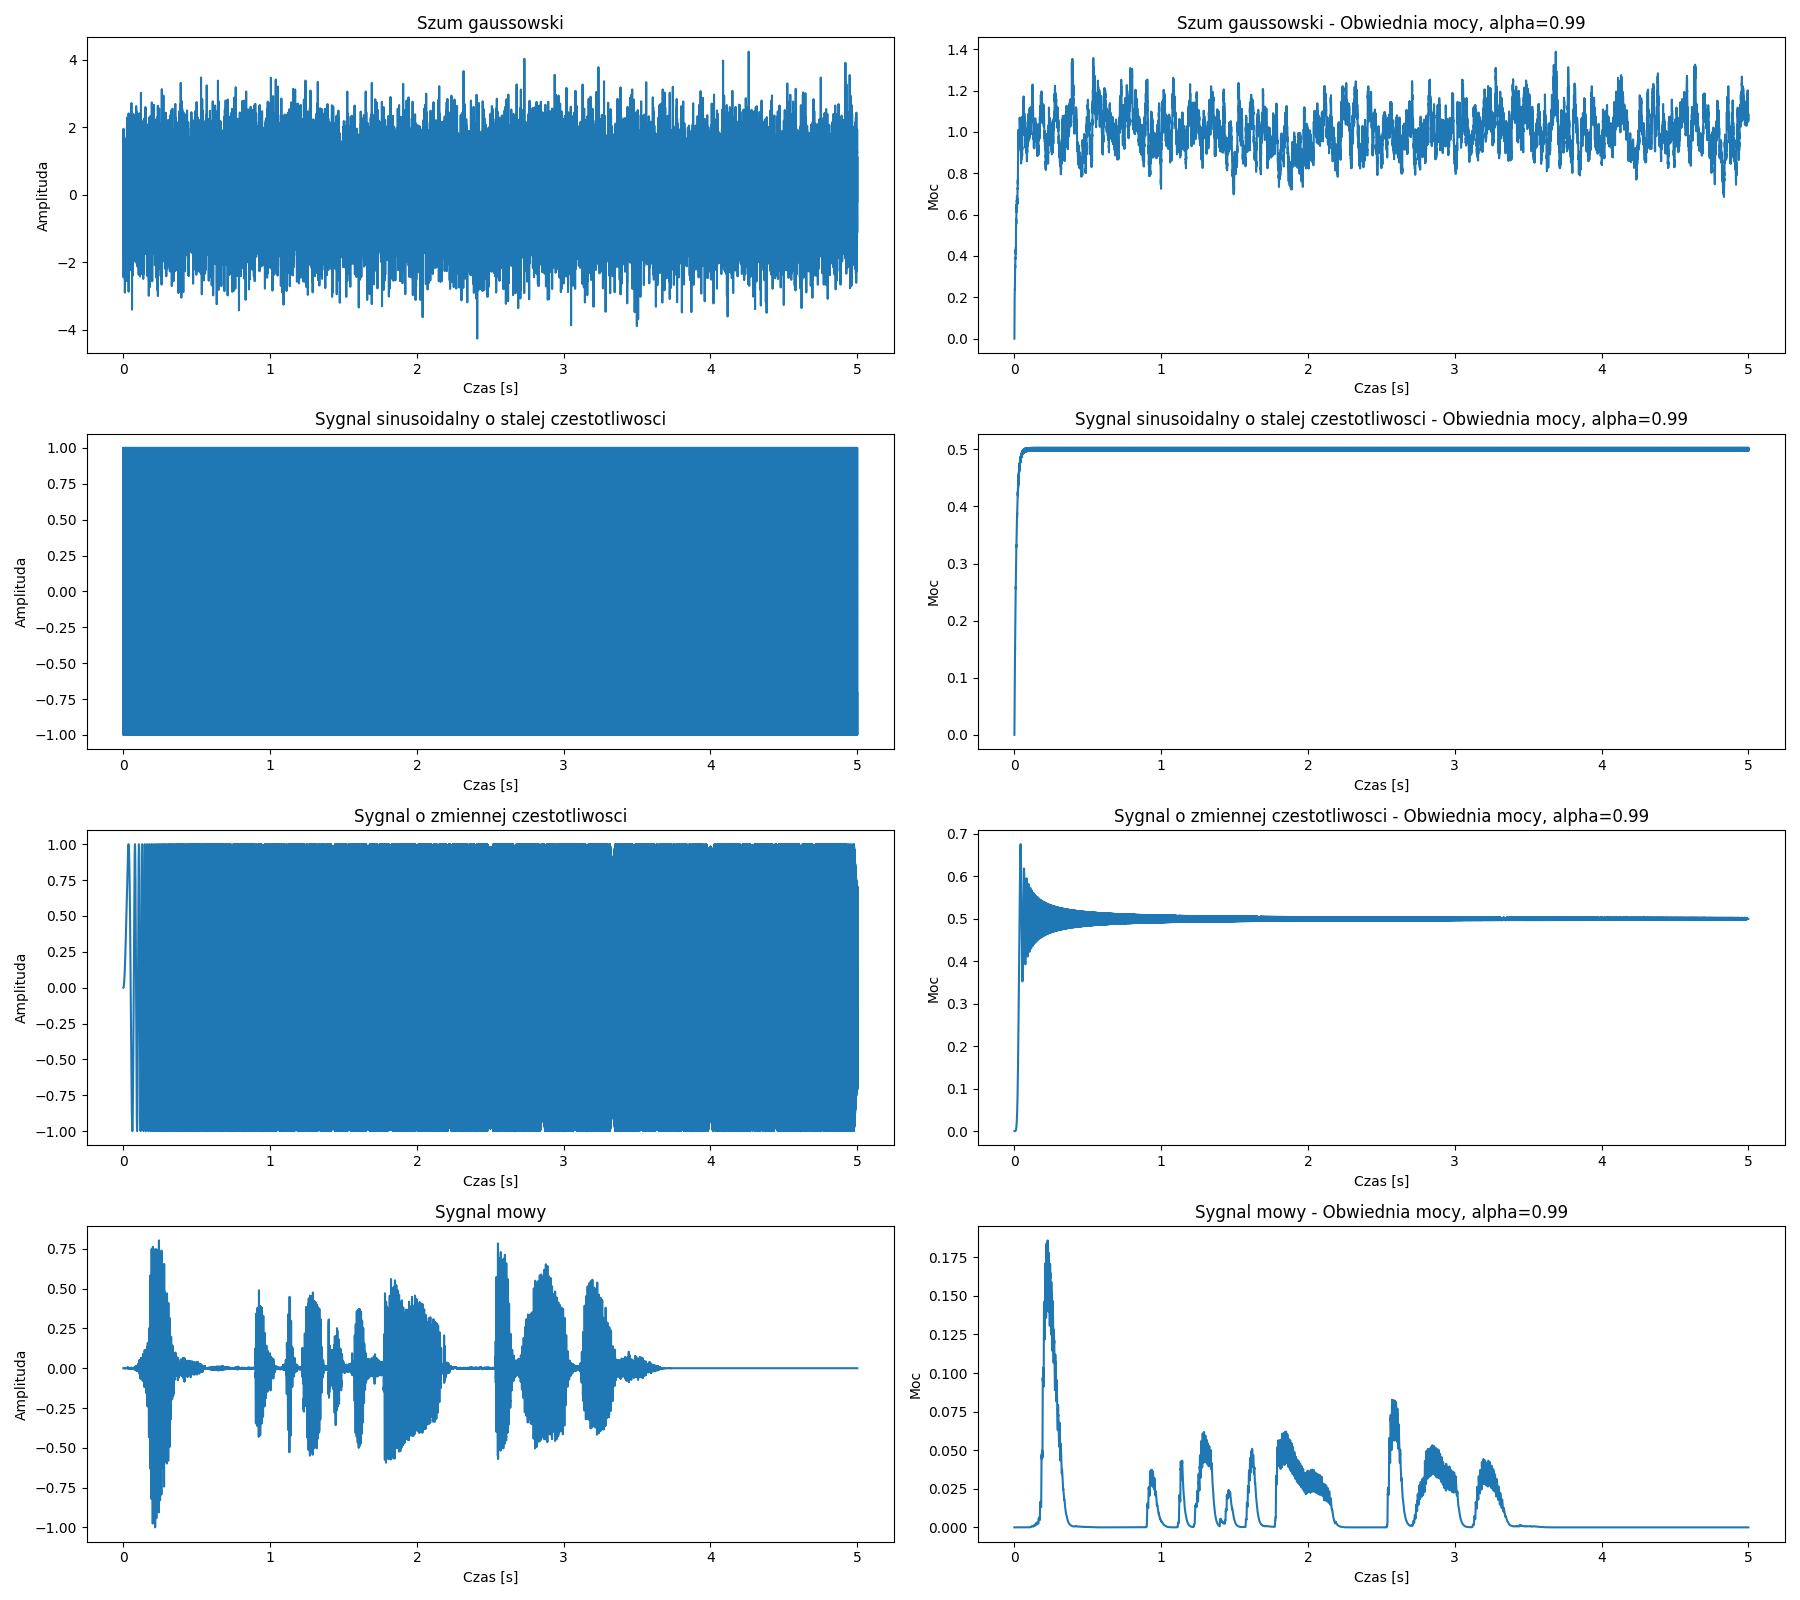 Szum gaussowski
Amplituda
4
2
0
−2
−4
0 1 2 3 4 5
Czas [s]
Szum gaussowski - Obwiednia mocy, alpha=0.99
Moc
1.4
1.2
1.0
0.8
0.6
0.4
0.2
0.0
0 1 2 3 4 5
Czas [s]
Sygnal sinusoidalny o stalej czestotliwosci
Amplituda
1.00
0.75
0.50
0.25
0.00
−0.25
−0.50
−0.75
−1.00
0 1 2 3 4 5
Czas [s]
Sygnal sinusoidalny o stalej czestotliwosci - Obwiednia mocy, alpha=0.99
Moc
0.5
0.4
0.3
0.2
0.1
0.0
0 1 2 3 4 5
Czas [s]
Sygnal o zmiennej czestotliwosci
Amplituda
1.00
0.75
0.50
0.25
0.00
−0.25
−0.50
−0.75
−1.00
0 1 2 3 4 5
Czas [s]
Sygnal o zmiennej czestotliwosci - Obwiednia mocy, alpha=0.99
Moc
0.7
0.6
0.5
0.4
0.3
0.2
0.1
0.0
0 1 2 3 4 5
Czas [s]
Sygnal mowy
Amplituda
0.75
0.50
0.25
0.00
−0.25
−0.50
−0.75
−1.00
0 1 2 3 4 5
Czas [s]
Sygnal mowy - Obwiednia mocy, alpha=0.99
Moc
0.175
0.150
0.125
0.100
0.075
0.050
0.025
0.000
0 1 2 3 4 5
Czas [s]